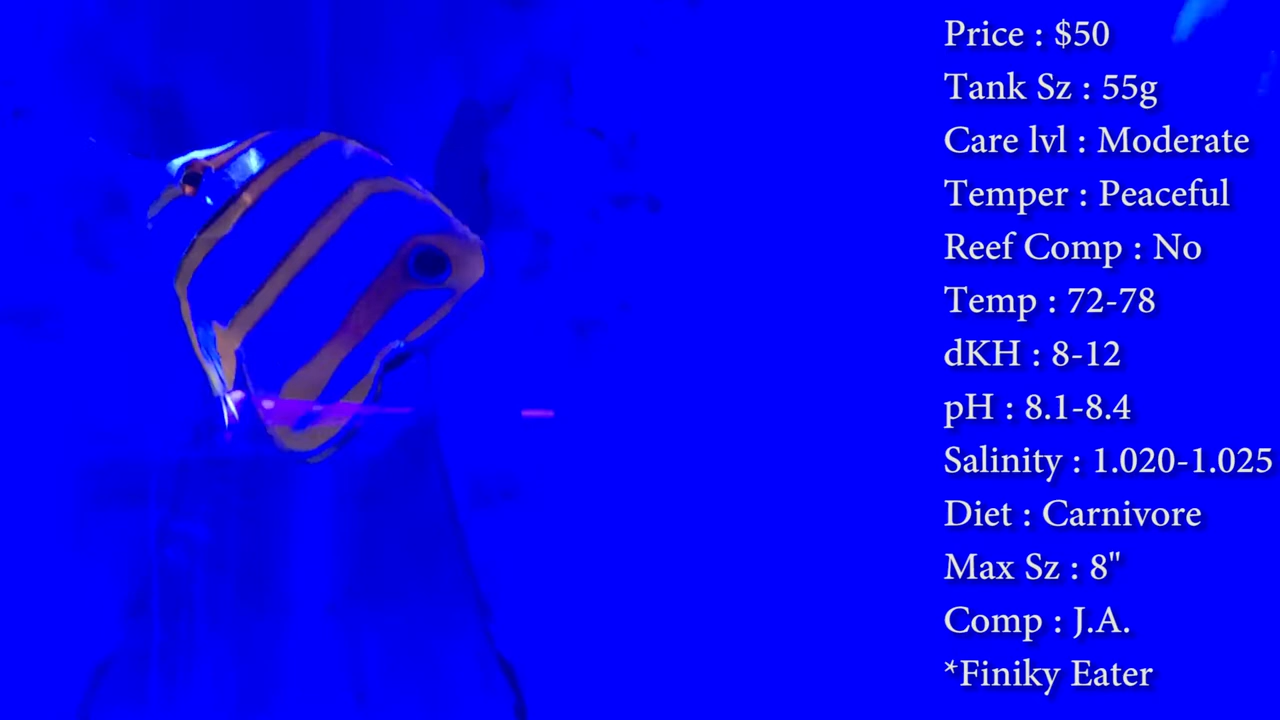 Price : $50
Tank Sz : 55g
Care lvl : Moderate
Temper : Peaceful
Reef Comp : No
Temp : 72-78
dKH : 8-12
pH : 8.1-8.4
Salinity : 1.020-1.025
Diet : Carnivore
Max Sz : 8"
Comp : J.A.
*Finiky Eater